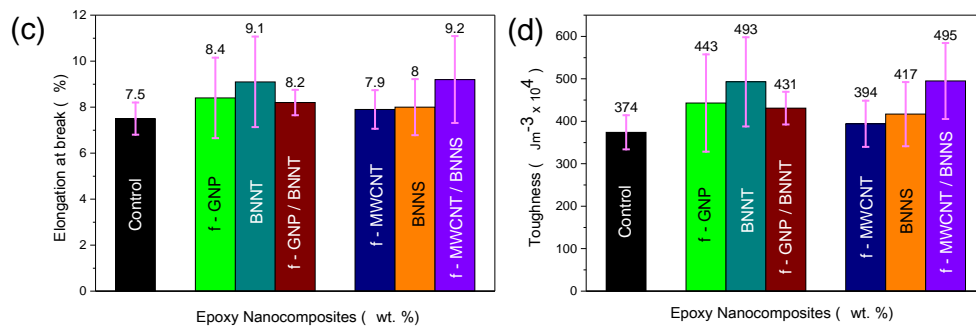 (c)
Elongation at break ( %)
12
10
8
6
4
2
0
7.5
8.4
9.1
8.2
7.9
8
9.2
Control
f - GNP
BNNT
f - GNP / BNNT
f - MWCNT
BNNS
f - MWCNT / BNNS
Epoxy Nanocomposites ( wt. %)
(d)
Toughness ( Jm-3 x 10^4)
600
500
400
300
200
100
0
374
443
493
431
394
417
495
Control
f - GNP
BNNT
f - GNP / BNNT
f - MWCNT
BNNS
f - MWCNT / BNNS
Epoxy Nanocomposites ( wt. %)